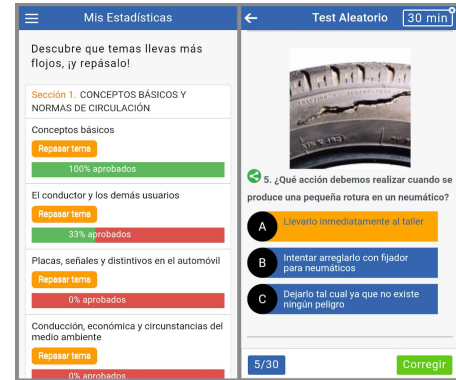 Mis Estadísticas
Descubre que temas llevas más
flojos, ¡y repásalo!
Sección 1. CONCEPTOS BÁSICOS Y
NORMAS DE CIRCULACIÓN
Conceptos básicos
Repasar tema
100% aprobados
El conductor y los demás usuarios
Repasar tema
33% aprobados
Placas, señales y distintivos en el automóvil
Repasar tema
0% aprobados
Conducción, económica y circunstancias del
medio ambiente
Repasar tema
0% aprobados
Test Aleatorio
30 min
5. ¿Qué acción debemos realizar cuando se
produce una pequeña rotura en un neumático?
A
Llevarlo inmediatamente al taller
B
Intentar arreglarlo con fijador
para neumáticos
C
Dejarlo tal cual ya que no existe
ningún peligro
5/30
Corregir